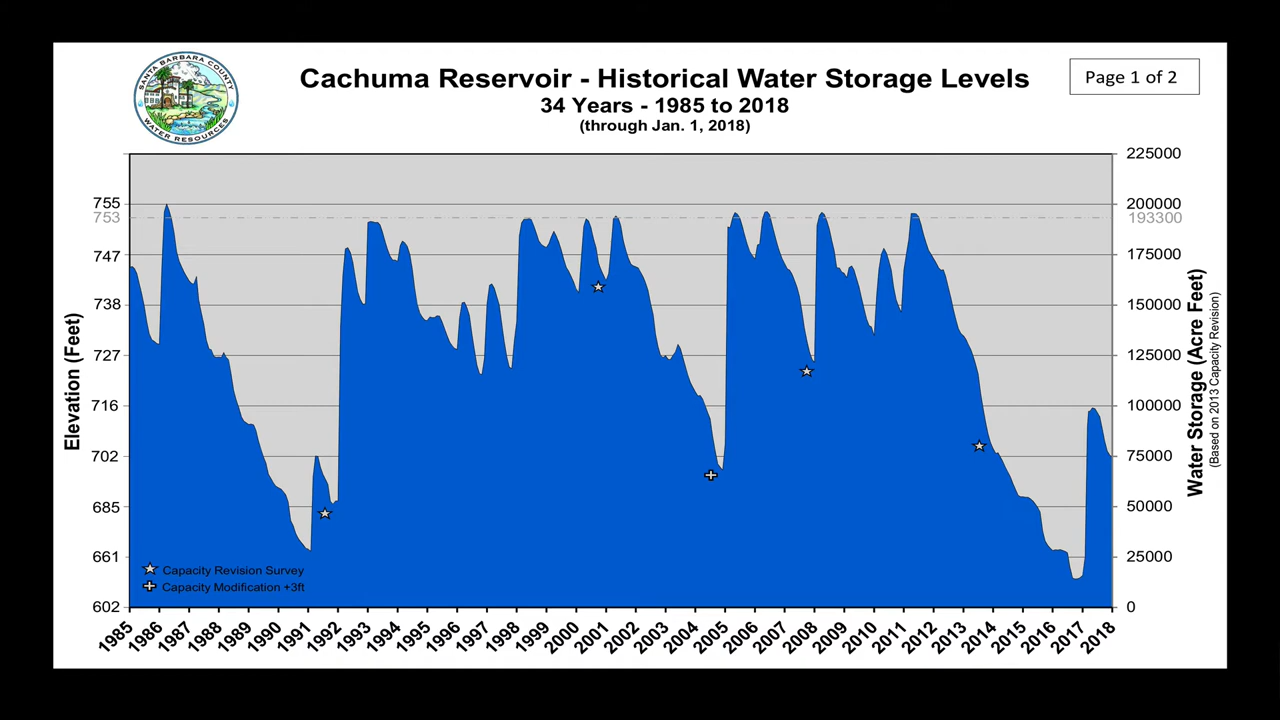 SANTA BARBARA COUNTY
WATER RESOURCES
Cachuma Reservoir - Historical Water Storage Levels
34 Years - 1985 to 2018
(through Jan. 1, 2018)
Page 1 of 2
Elevation (Feet)
755
753
747
738
727
716
702
685
661
602
225000
200000
193300
175000
150000
125000
100000
75000
50000
25000
0
Water Storage (Acre Feet)
(Based on 2013 Capacity Revision)
Capacity Revision Survey
Capacity Modification +3ft
1985 1986 1987 1988 1989 1990 1991 1992 1993 1994 1995 1996 1997 1998 1999 2000 2001 2002 2003 2004 2005 2006 2007 2008 2009 2010 2011 2012 2013 2014 2015 2016 2017 2018